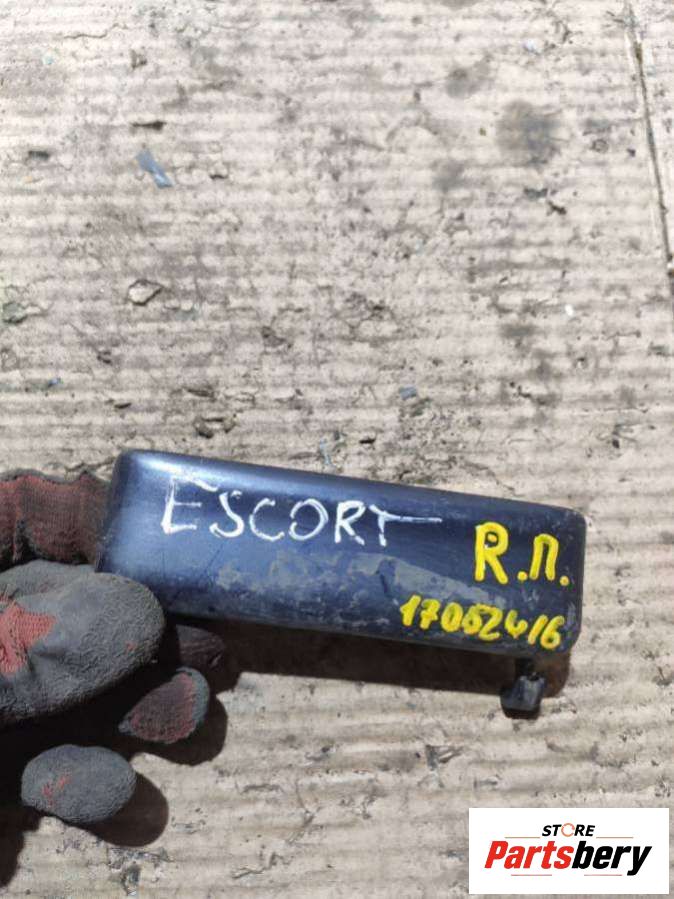 ESCORT
R.П.
17052416
STORE
Partsbery